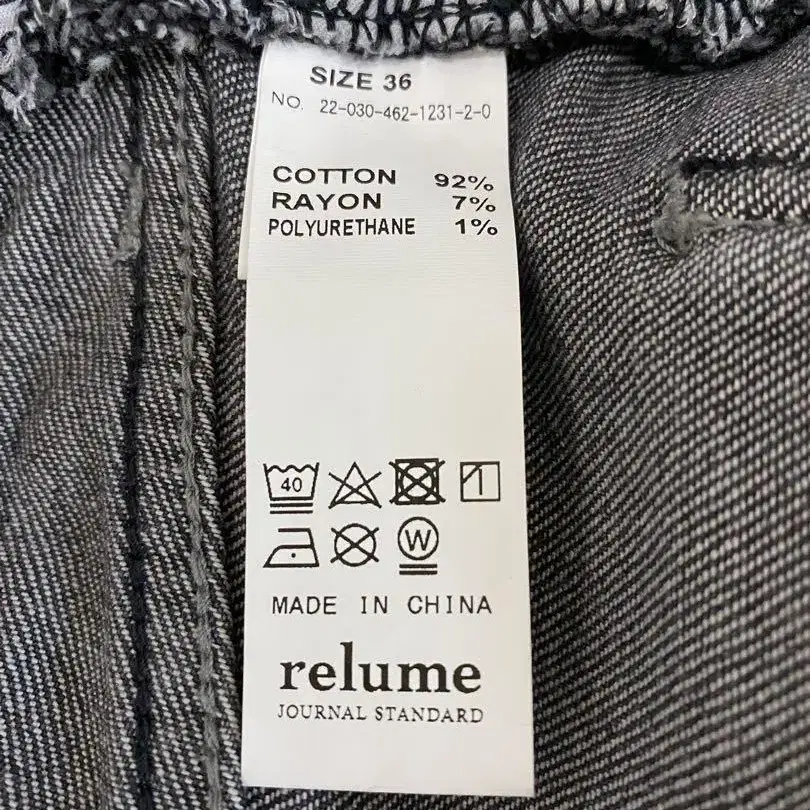 SIZE 36
NO. 22-030-462-1231-2-0
COTTON 92%
RAYON 7%
POLYURETHANE 1%
40
W
MADE IN CHINA
relume
JOURNAL STANDARD